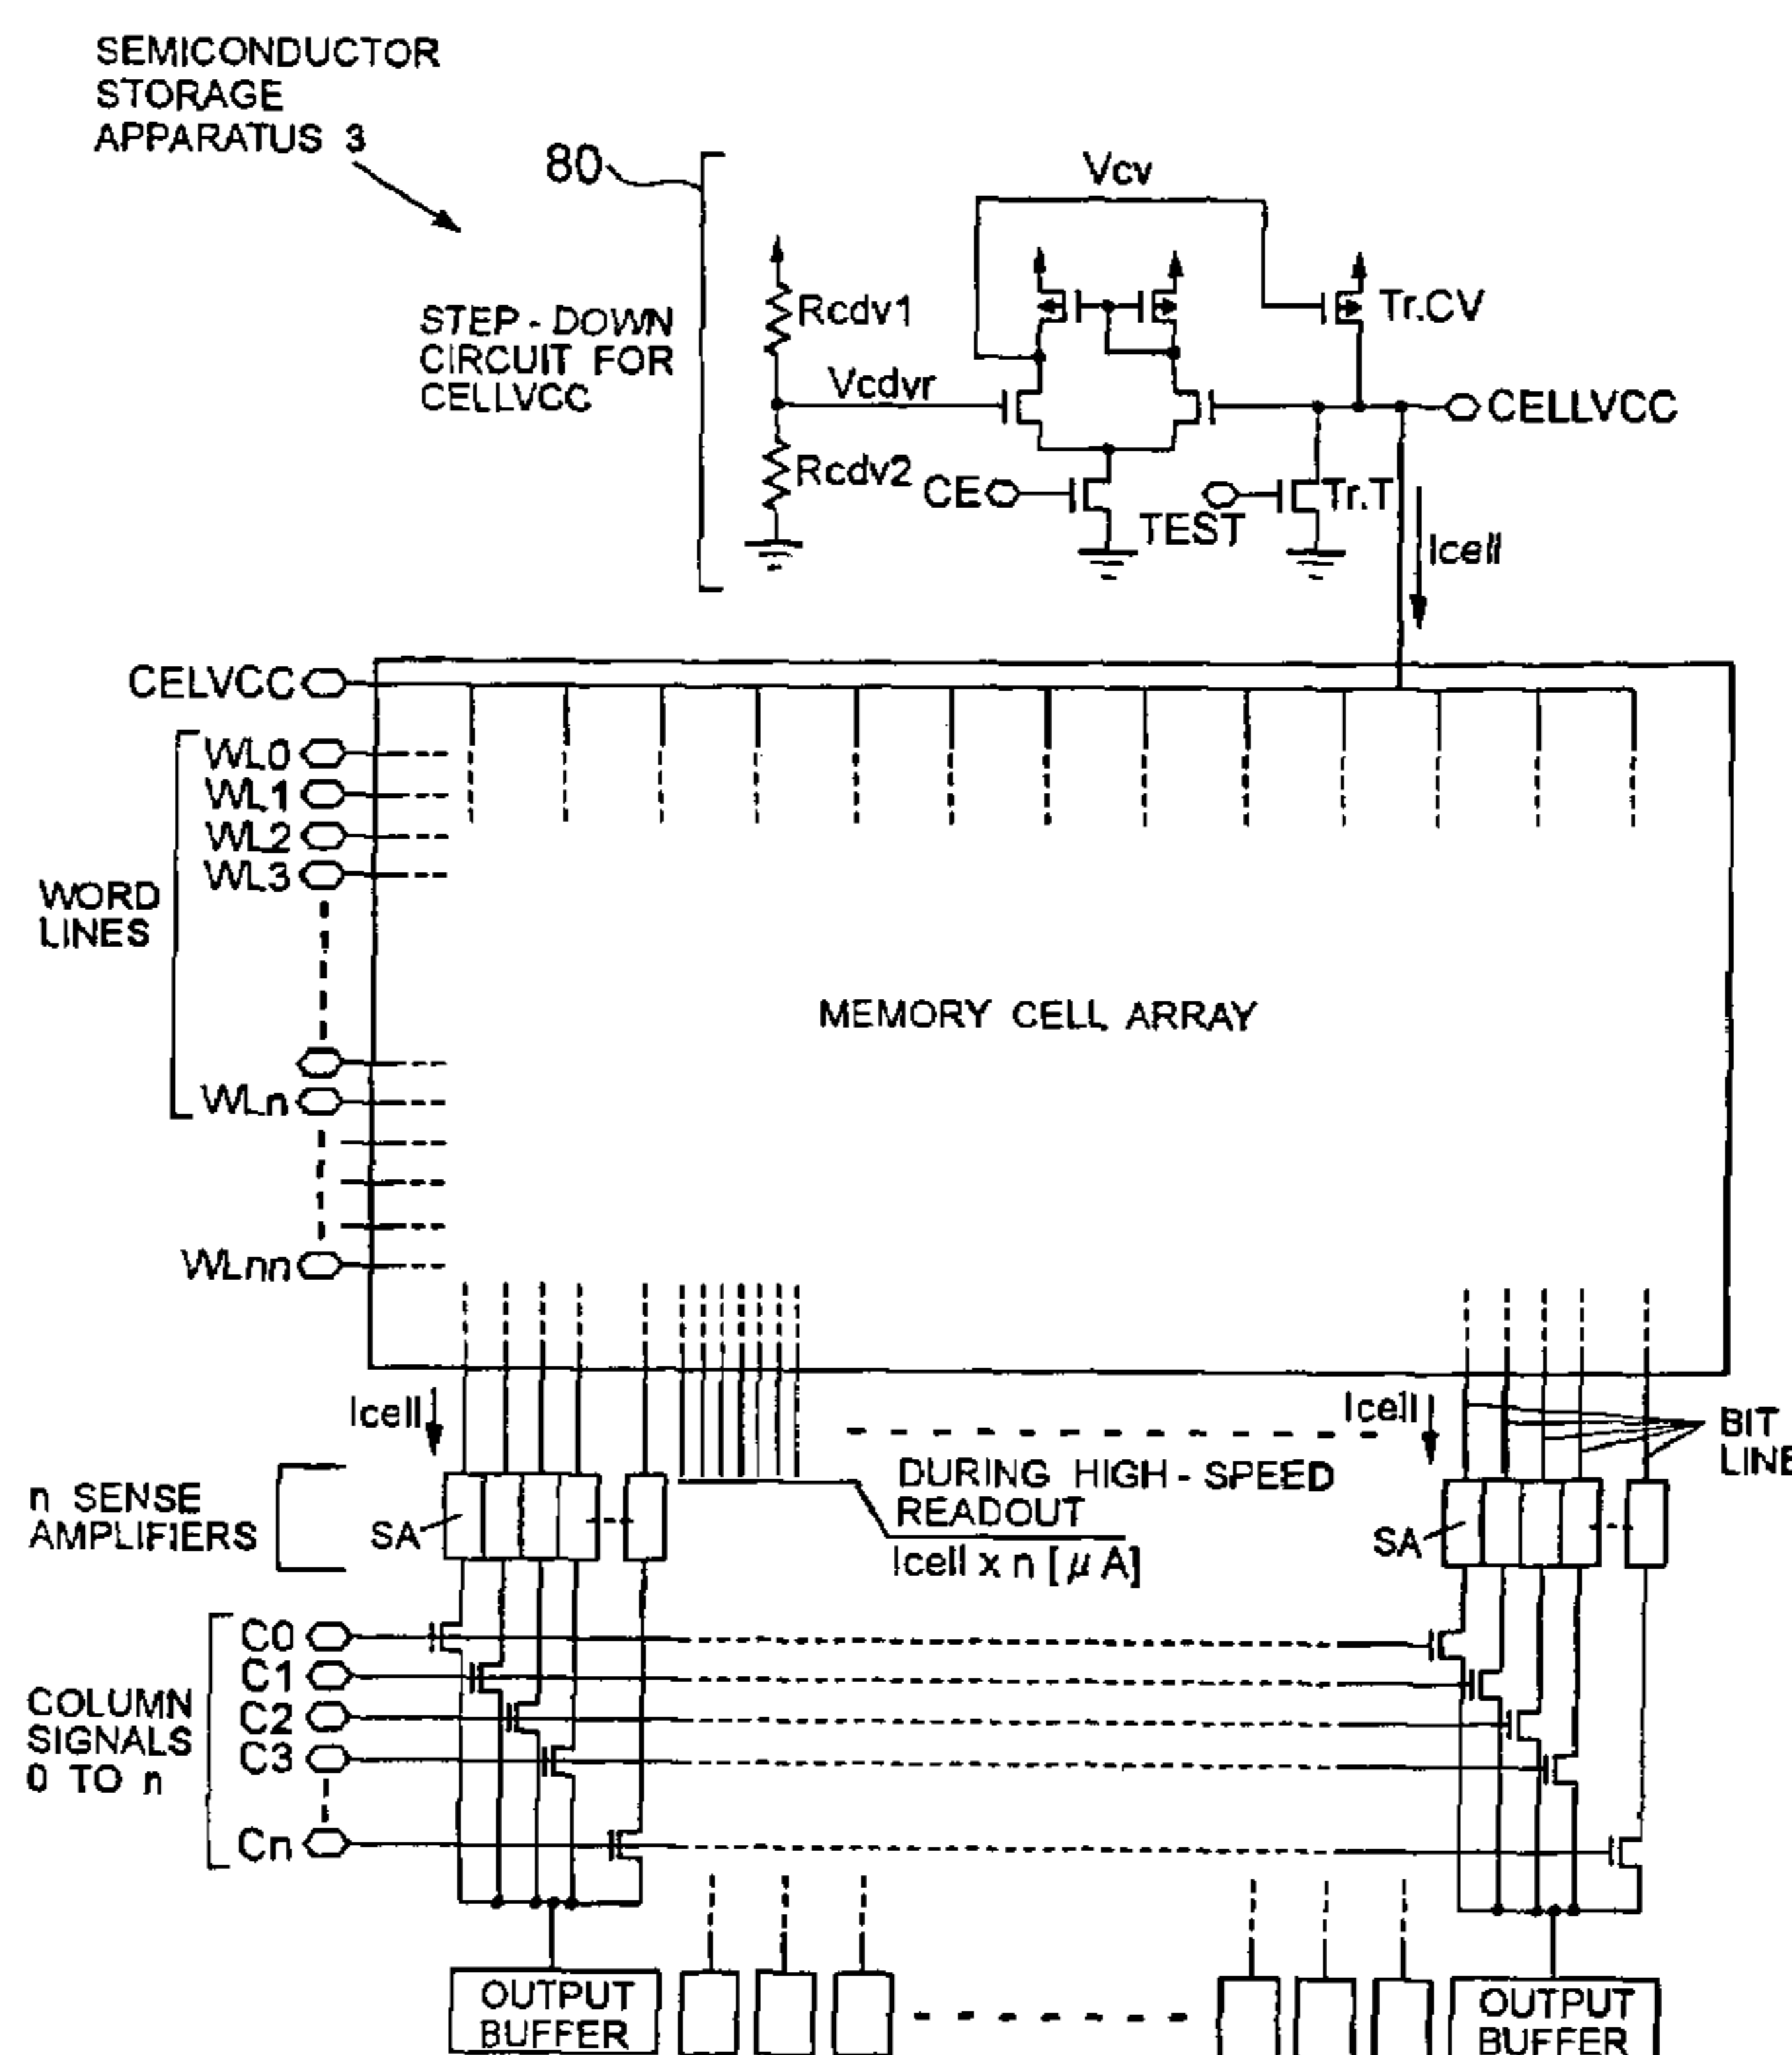 SEMICONDUCTOR
STORAGE
APPARATUS 3
80
Vcv
STEP-DOWN
CIRCUIT FOR
CELLVCC
Rcdv1
Tr.CV
Vcdvr
CELLVCC
Rcdv2
CE
TEST
Tr.T
Icell
CELVCC
WL0
WL1
WL2
WL3
WORD
LINES
MEMORY CELL ARRAY
WLn
WLnn
Icell
Icell
BIT
LINE
n SENSE
AMPLIFIERS
SA
DURING HIGH-SPEED
READOUT
Icell x n [μA]
SA
C0
C1
C2
C3
Cn
COLUMN
SIGNALS
0 TO n
OUTPUT
BUFFER
OUTPUT
BUFFER